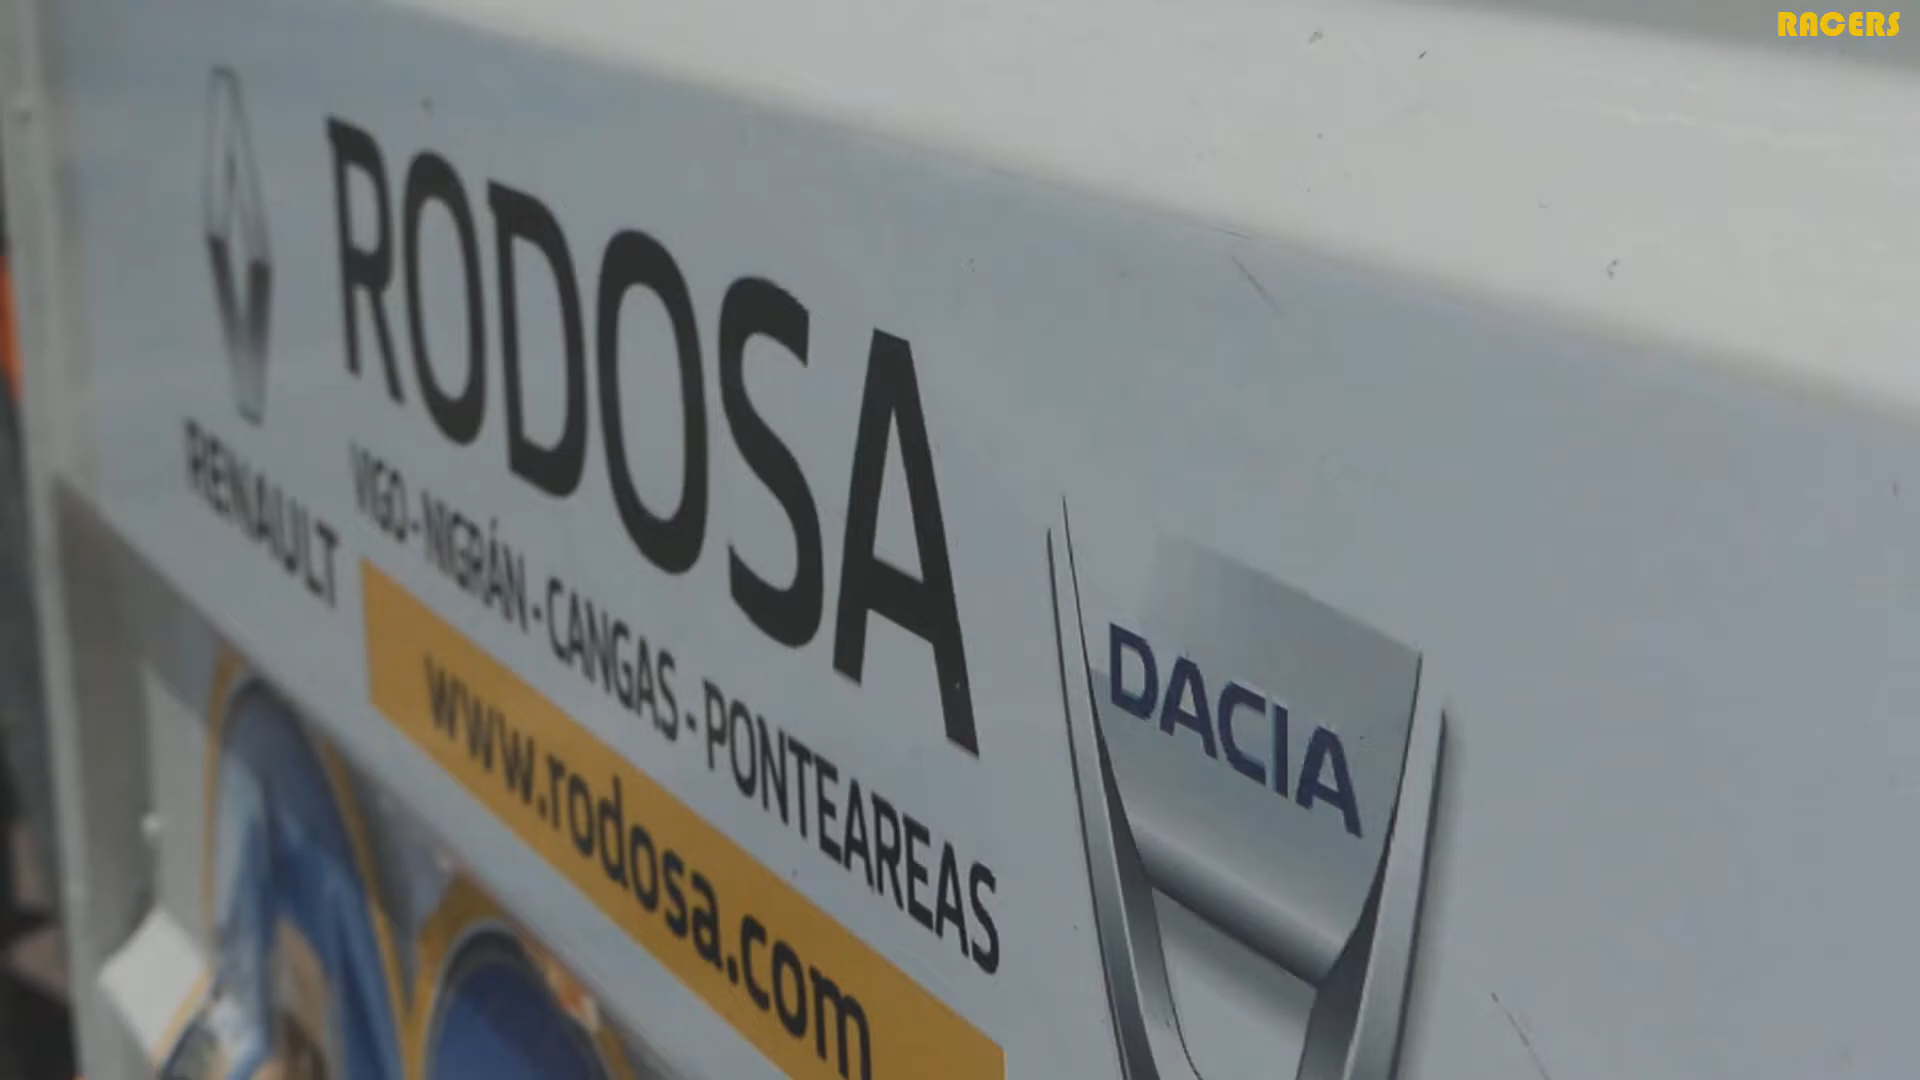 RACERS
RODOSA
RENAULT
VIGO - NIGRÁN - CANGAS - PONTEAREAS
www.rodosa.com
DACIA